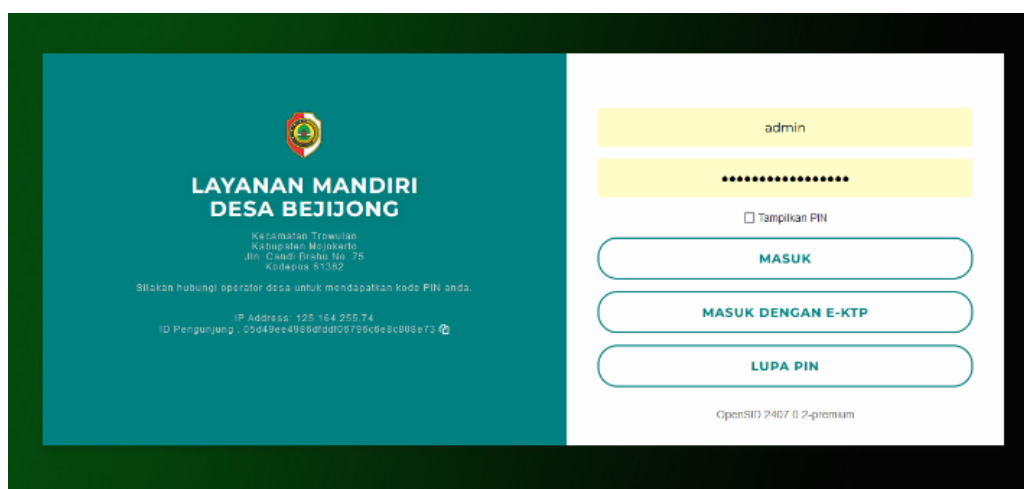 LAYANAN MANDIRI
DESA BEJIJONG
Kecamatan Trowulan
Kabupaten Mojokerto
Jln. Candi Brahu No. 75
Kodepos 61362
Silakan hubungi operator desa untuk mendapatkan kode PIN anda.
IP Address: 125.164.255.74
ID Pengunjung :
admin
Tampilkan PIN
MASUK
MASUK DENGAN E-KTP
LUPA PIN
OpenSID 2407.0.2-premium